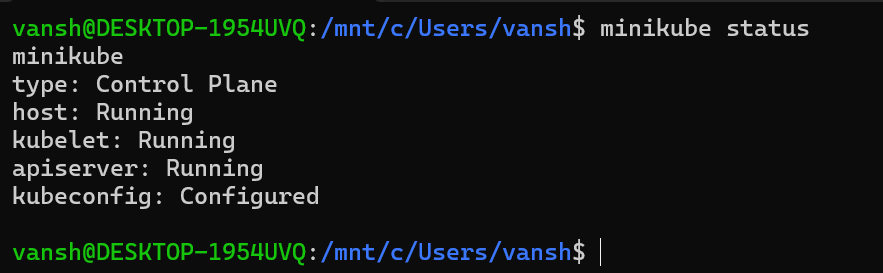 vansh@DESKTOP-1954UVQ:/mnt/c/Users/vansh$ minikube status
minikube
type: Control Plane
host: Running
kubelet: Running
apiserver: Running
kubeconfig: Configured
vansh@DESKTOP-1954UVQ:/mnt/c/Users/vansh$